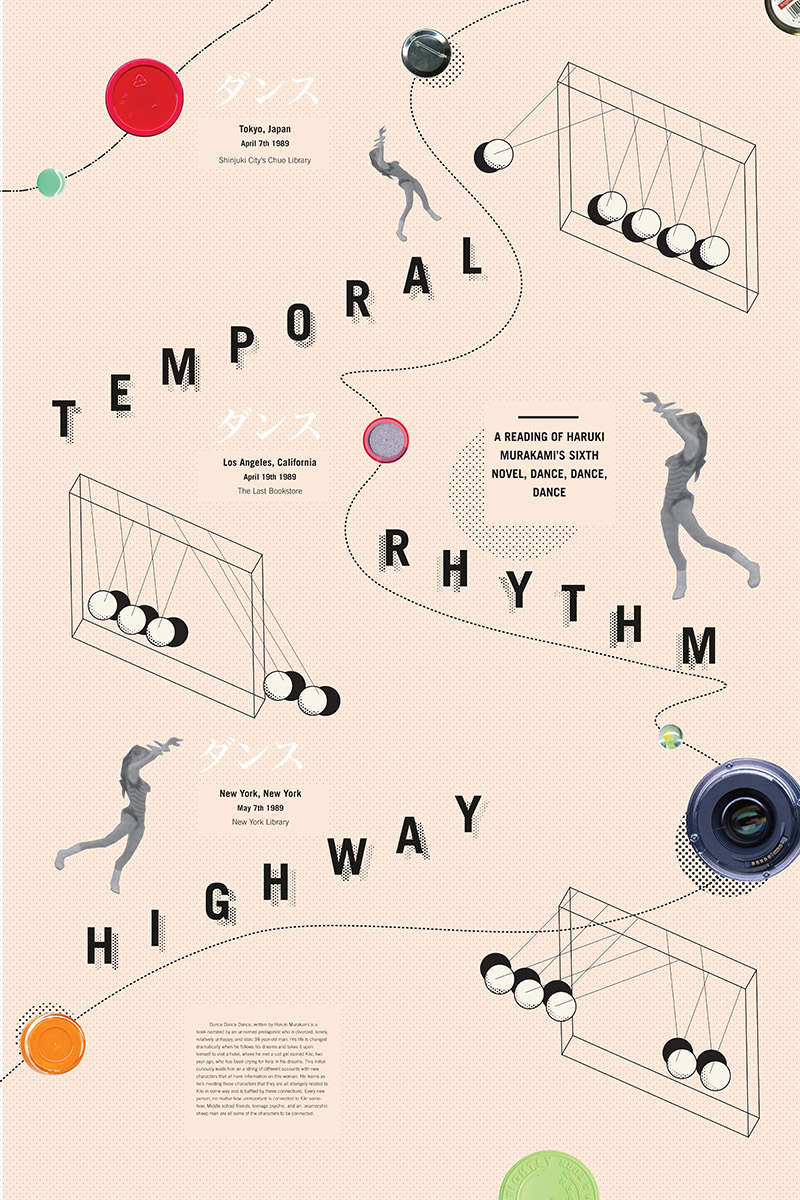 ダンス
Tokyo, Japan
April 7th 1989
Shinjuki City's Chuo Library
TEMPORAL
ダンス
Los Angeles, California
April 19th 1989
The Last Bookstore
A READING OF HARUKI
MURAKAMI'S SIXTH
NOVEL, DANCE, DANCE,
DANCE
RHYTHM
ダンス
New York, New York
May 7th 1989
New York Library
HIGHWAY
Dance Dance Dance, written by Haruki Murakami is a
book narrated by an unnamed protagonist who is divorced, lonely,
relatively unhappy, and stoic 34 year-old man. His life is changed
dramatically when he follows his dreams and takes it upon
himself to visit a hotel, where he met a call girl named Kiki, two
year ago, who has been crying for help in his dreams. This initial
curiousity leads him on a string of different accounts with new
characters that all have information on this woman. He learns as
he's meeting these characters that they are all strangely related to
Kiki in some way and is baffled by these connections. Every new
person, no matter how unimportant is connected to Kiki some-
how. Middle school friends, teenage psychic, and an anamorphic
sheep man are all some of the characters to be connected.
TIGHTLY